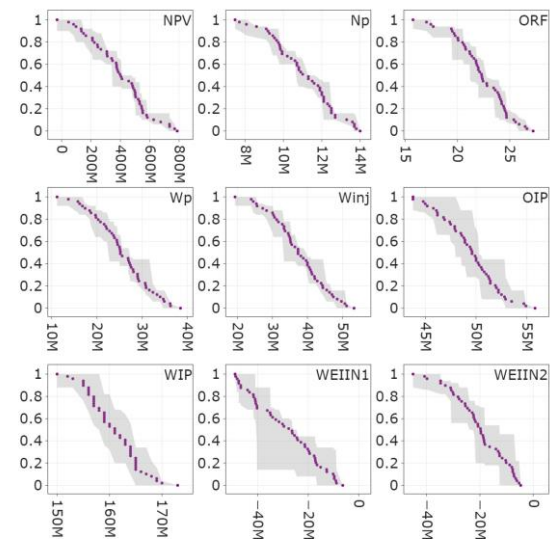 NPV
1
0.8
0.6
0.4
0.2
0
0
200M
400M
600M
800M
Np
1
0.8
0.6
0.4
0.2
0
8M
10M
12M
14M
ORF
1
0.8
0.6
0.4
0.2
0
15
20
25
Wp
1
0.8
0.6
0.4
0.2
0
10M
20M
30M
40M
Winj
1
0.8
0.6
0.4
0.2
0
20M
30M
40M
50M
OIP
1
0.8
0.6
0.4
0.2
0
45M
50M
55M
WIP
1
0.8
0.6
0.4
0.2
0
150M
160M
170M
WEIIN1
1
0.8
0.6
0.4
0.2
0
−40M
−20M
0
WEIIN2
1
0.8
0.6
0.4
0.2
0
−40M
−20M
0